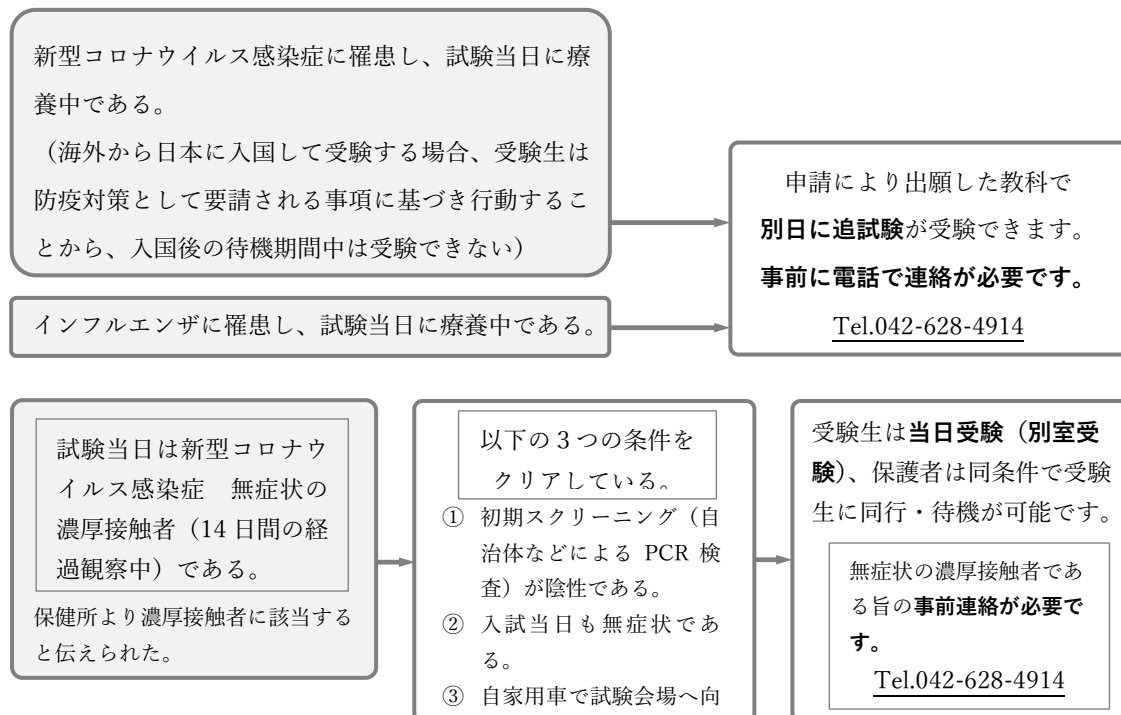 新型コロナウイルス感染症に罹患し、試験当日に療
養中である。
（海外から日本に入国して受験する場合、受験生は
防疫対策として要請される事項に基づき行動するこ
とから、入国後の待機期間中は受験できない）
インフルエンザに罹患し、試験当日に療養中である。
申請により出願した教科で
別日に追試験が受験できます。
事前に電話で連絡が必要です。
Tel.042-628-4914
試験当日は新型コロナウ
イルス感染症　無症状の
濃厚接触者（14 日間の経
過観察中）である。
保健所より濃厚接触者に該当する
と伝えられた。
以下の３つの条件を
クリアしている。
① 初期スクリーニング（自
治体などによる PCR 検
査）が陰性である。
② 入試当日も無症状であ
る。
③ 自家用車で試験会場へ向
受験生は当日受験（別室受
験）、保護者は同条件で受験
生に同行・待機が可能です。
無症状の濃厚接触者であ
る旨の事前連絡が必要で
す。
Tel.042-628-4914